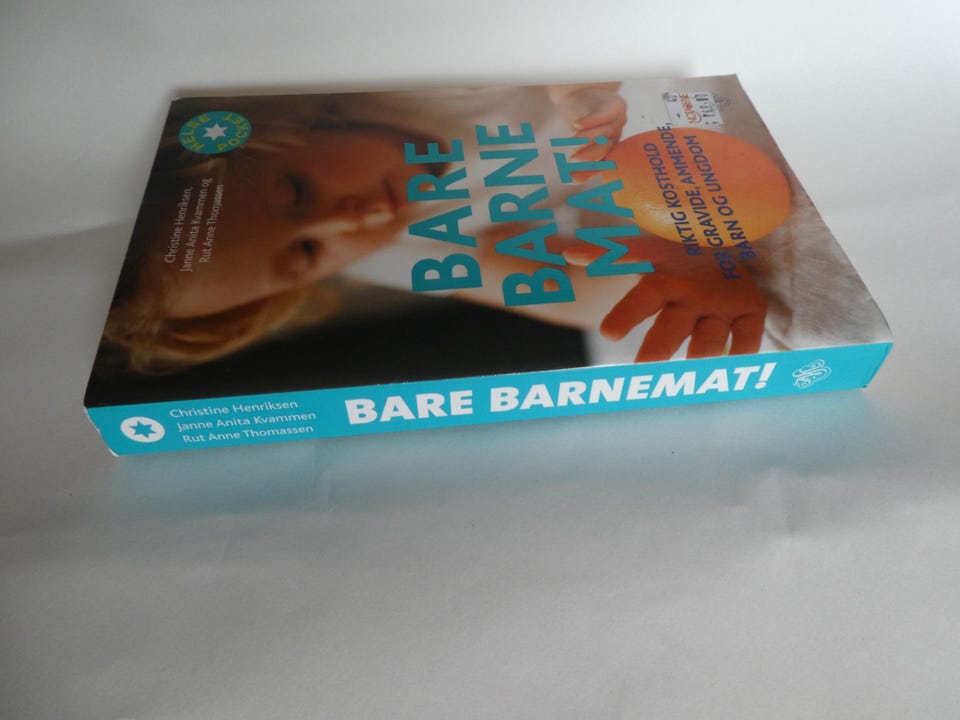 HELSE
POCKET
Christine Henriksen,
Janne Anita Kvammen og
Rut Anne Thomassen
BARE
BARNE
MAT!
RIKTIG KOSTHOLD
FOR GRAVIDE, AMMENDE,
BARN OG UNGDOM
Christine Henriksen
Janne Anita Kvammen
Rut Anne Thomassen
BARE BARNEMAT!